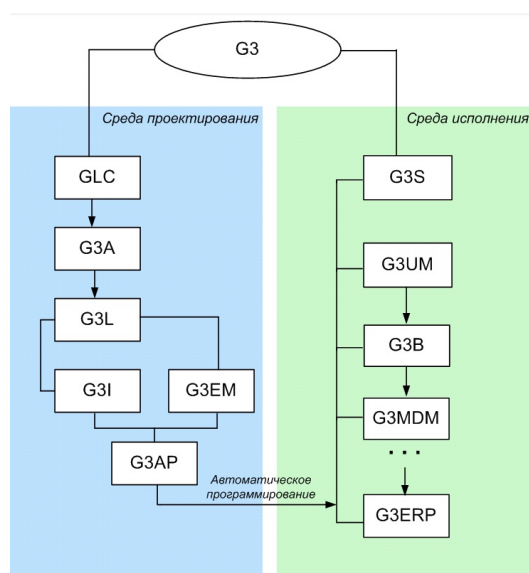 G3
Среда проектирования
Среда исполнения
GLC
G3S
G3A
G3UM
G3L
G3B
G3I
G3EM
G3MDM
...
G3AP
Автоматическое
программирование
G3ERP